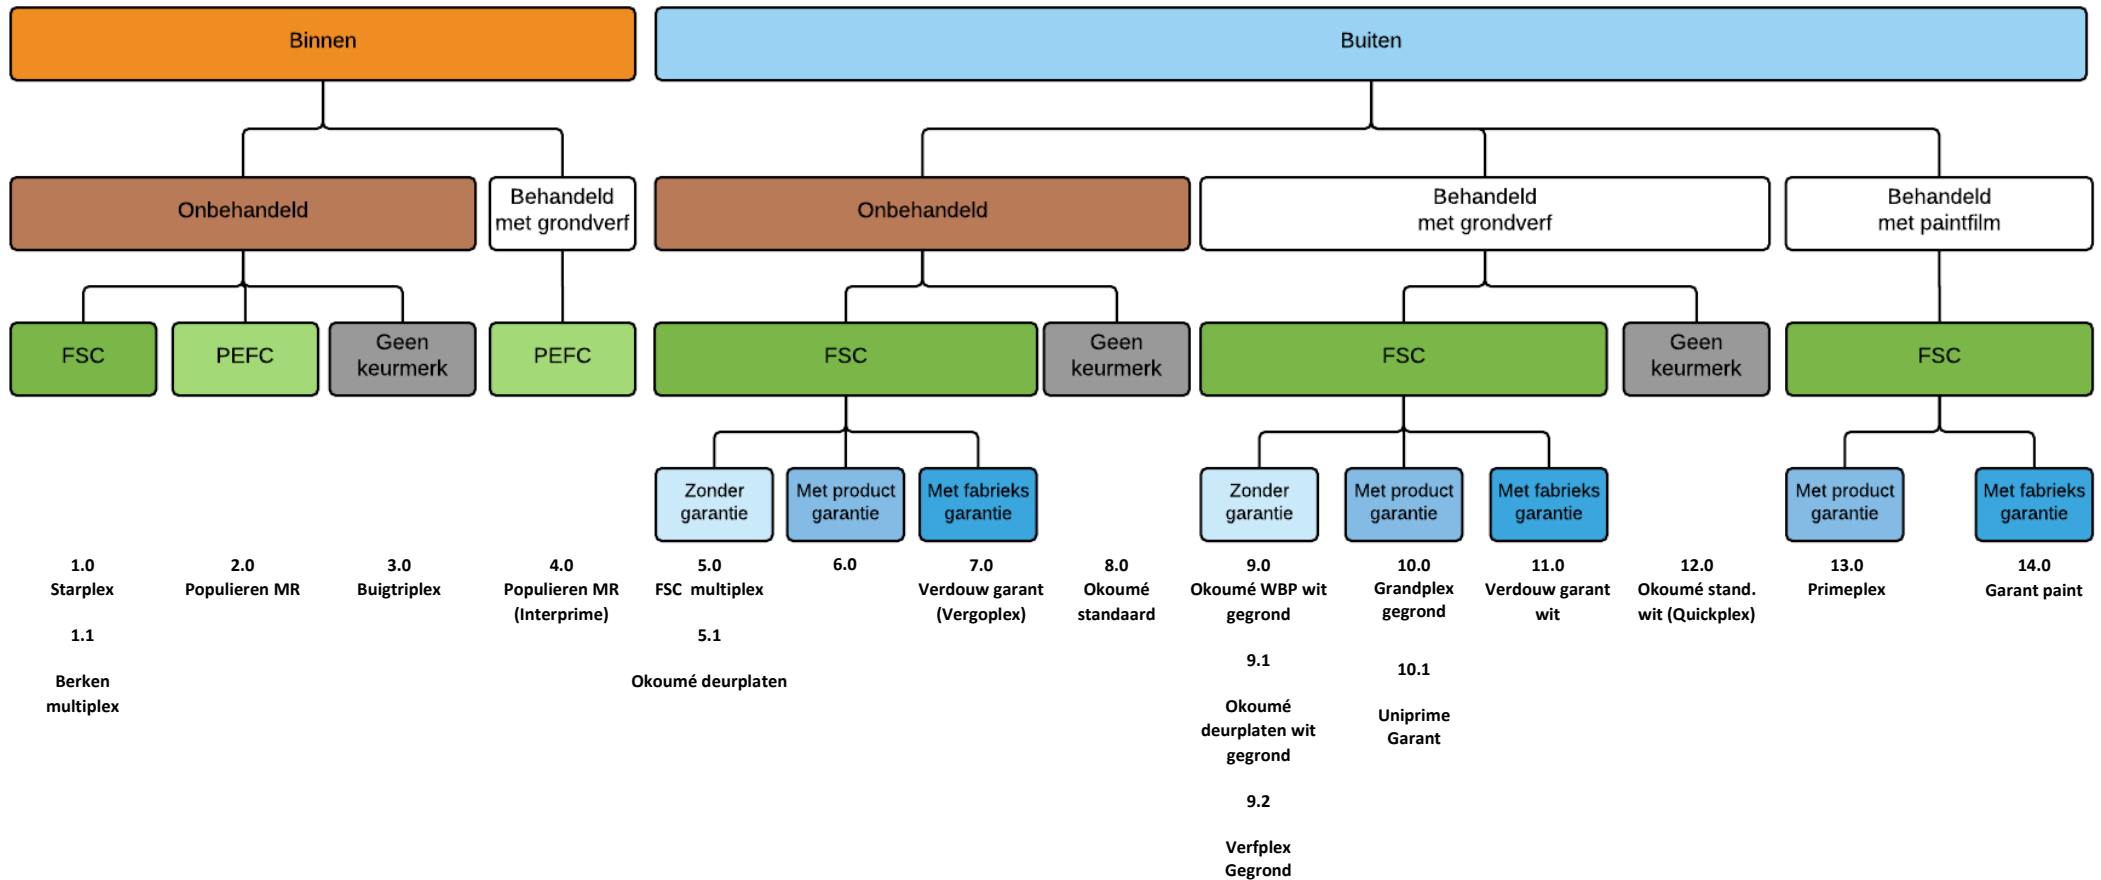 Binnen
Buiten
Onbehandeld
Behandeld
met grondverf
Onbehandeld
Behandeld
met grondverf
Behandeld
met paintfilm
FSC
PEFC
Geen
keurmerk
PEFC
FSC
Geen
keurmerk
FSC
Geen
keurmerk
FSC
Zonder
garantie
Met product
garantie
Met fabrieks
garantie
Zonder
garantie
Met product
garantie
Met fabrieks
garantie
Met product
garantie
Met fabrieks
garantie
1.0
Starplex
1.1
Berken
multiplex
2.0
Populieren MR
3.0
Buigtriplex
4.0
Populieren MR
(Interprime)
5.0
FSC multiplex
5.1
Okoumé deurplaten
6.0
7.0
Verdouw garant
(Vergoplex)
8.0
Okoumé
standaard
9.0
Okoumé WBP wit
gegrond
9.1
Okoumé
deurplaten wit
gegrond
9.2
Verfplex
Gegrond
10.0
Grandplex
gegrond
10.1
Uniprime
Garant
11.0
Verdouw garant
wit
12.0
Okoumé stand.
wit (Quickplex)
13.0
Primeplex
14.0
Garant paint